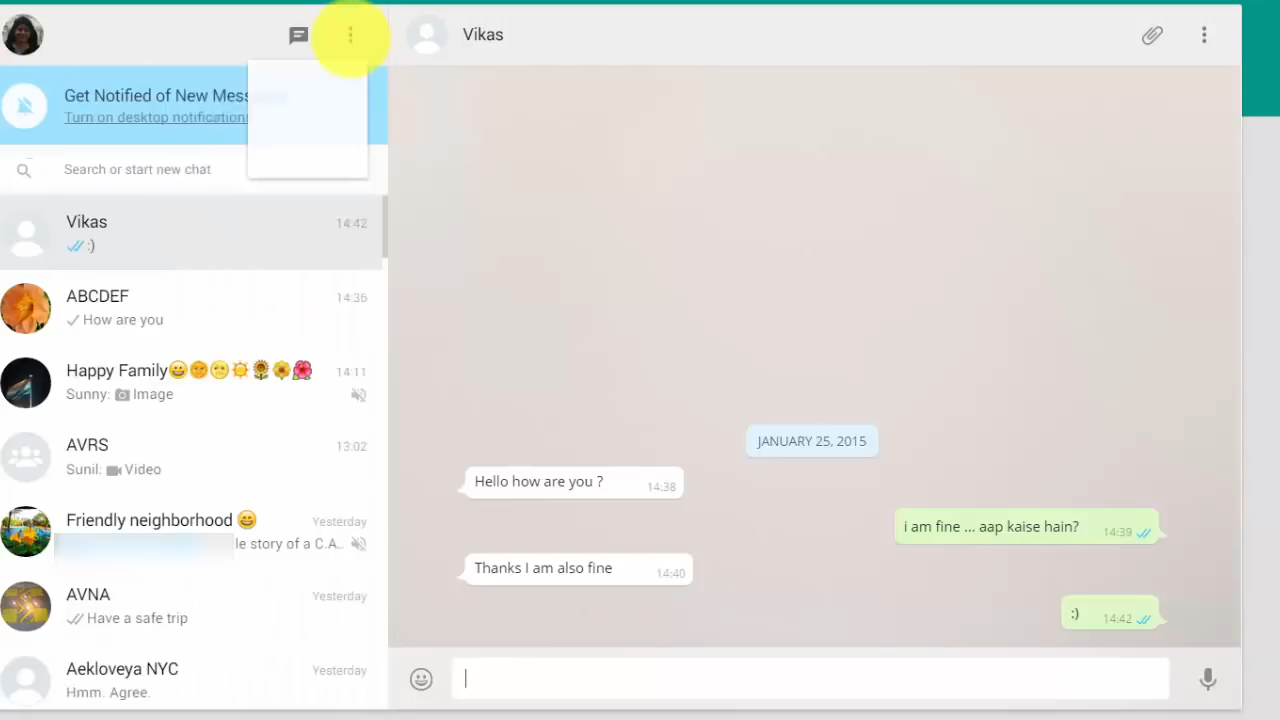 Vikas
Get Notified of New Mess
Turn on desktop notifications
Search or start new chat
Vikas 14:42
:)
ABCDEF 14:36
How are you
Happy Family😀🌞🌝☀️🌻🌼🌺 14:11
Sunny: Image
AVRS 13:02
Sunil: Video
Friendly neighborhood 😄 Yesterday
le story of a C.A...
AVNA Yesterday
Have a safe trip
Aekloveya NYC Yesterday
Hmm. Agree.
JANUARY 25, 2015
Hello how are you ? 14:38
i am fine ... aap kaise hain? 14:39
Thanks I am also fine 14:40
:) 14:42